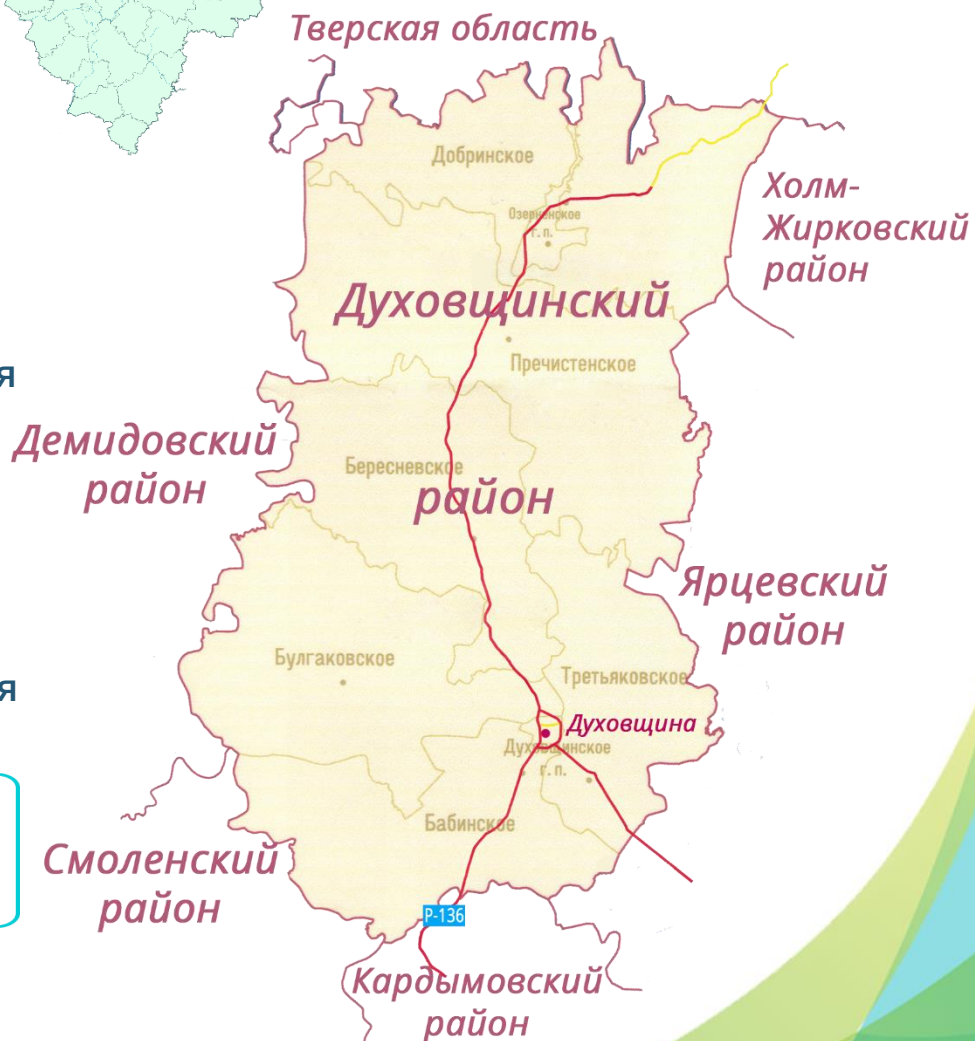 Тверская область
Добринское
Холм-
Жирковский
район
Озерненское
г.п.
Духовщинский
Пречистенское
я
Демидовский
район
Бересневское
район
Ярцевский
район
Булгаковское
Третьяковское
я
Духовщина
Духовщинское
г.п.
Бабинское
Смоленский
район
Р-136
Кардымовский
район